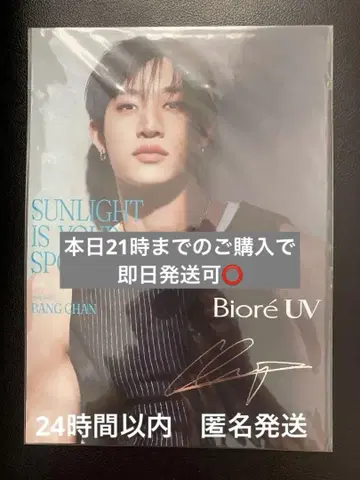 SUNLIGHT
IS YOUR
SPO
本日21時までのご購入で
即日発送可⭕
BANG CHAN
Bioré UV
24時間以内 匿名発送